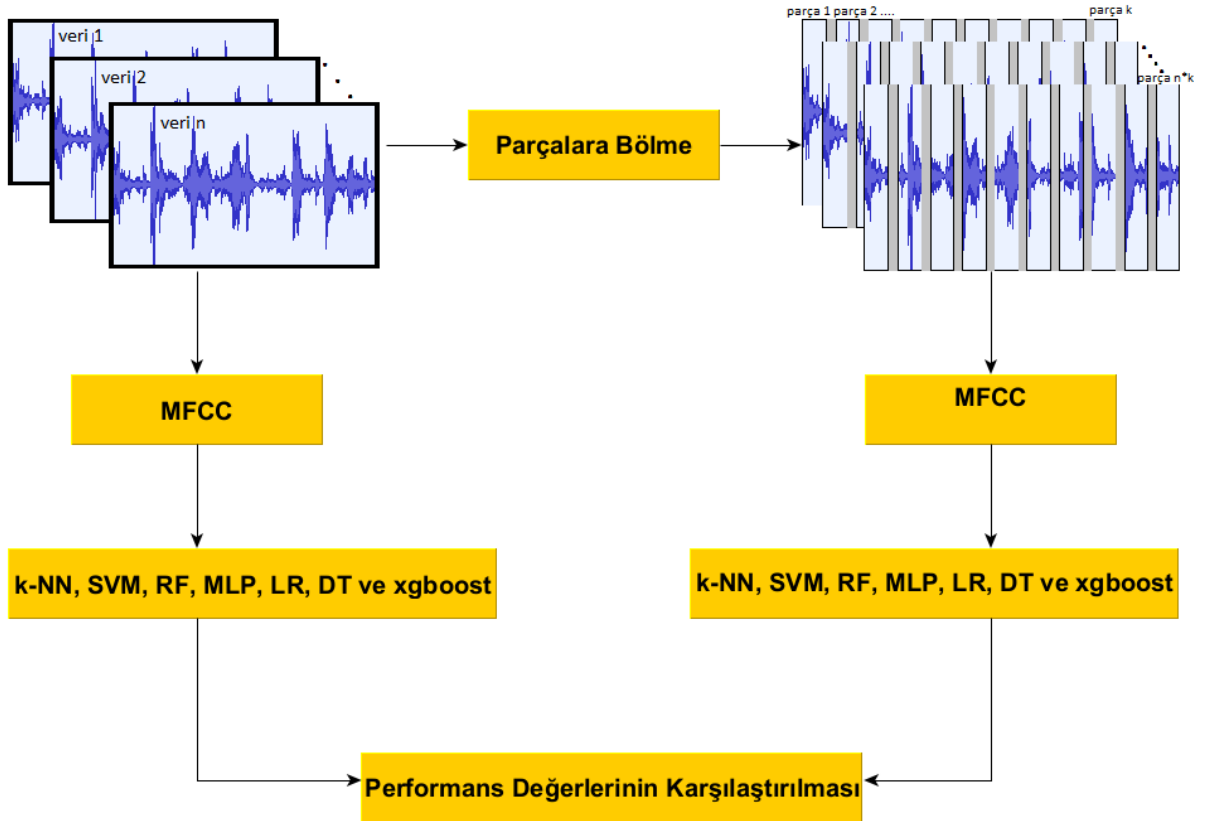 veri 1
veri 2
veri n
Parçalara Bölme
parça 1 parça 2 ....
parça k
parça n*k
MFCC
MFCC
k-NN, SVM, RF, MLP, LR, DT ve xgboost
k-NN, SVM, RF, MLP, LR, DT ve xgboost
Performans Değerlerinin Karşılaştırılması